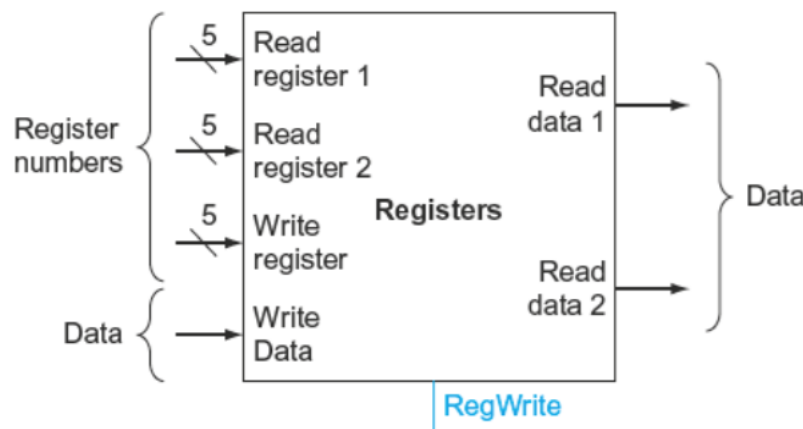 Register
numbers
5
Read
register 1
5
Read
register 2
5
Write
register
Data
Write
Data
Registers
Read
data 1
Read
data 2
Data
RegWrite